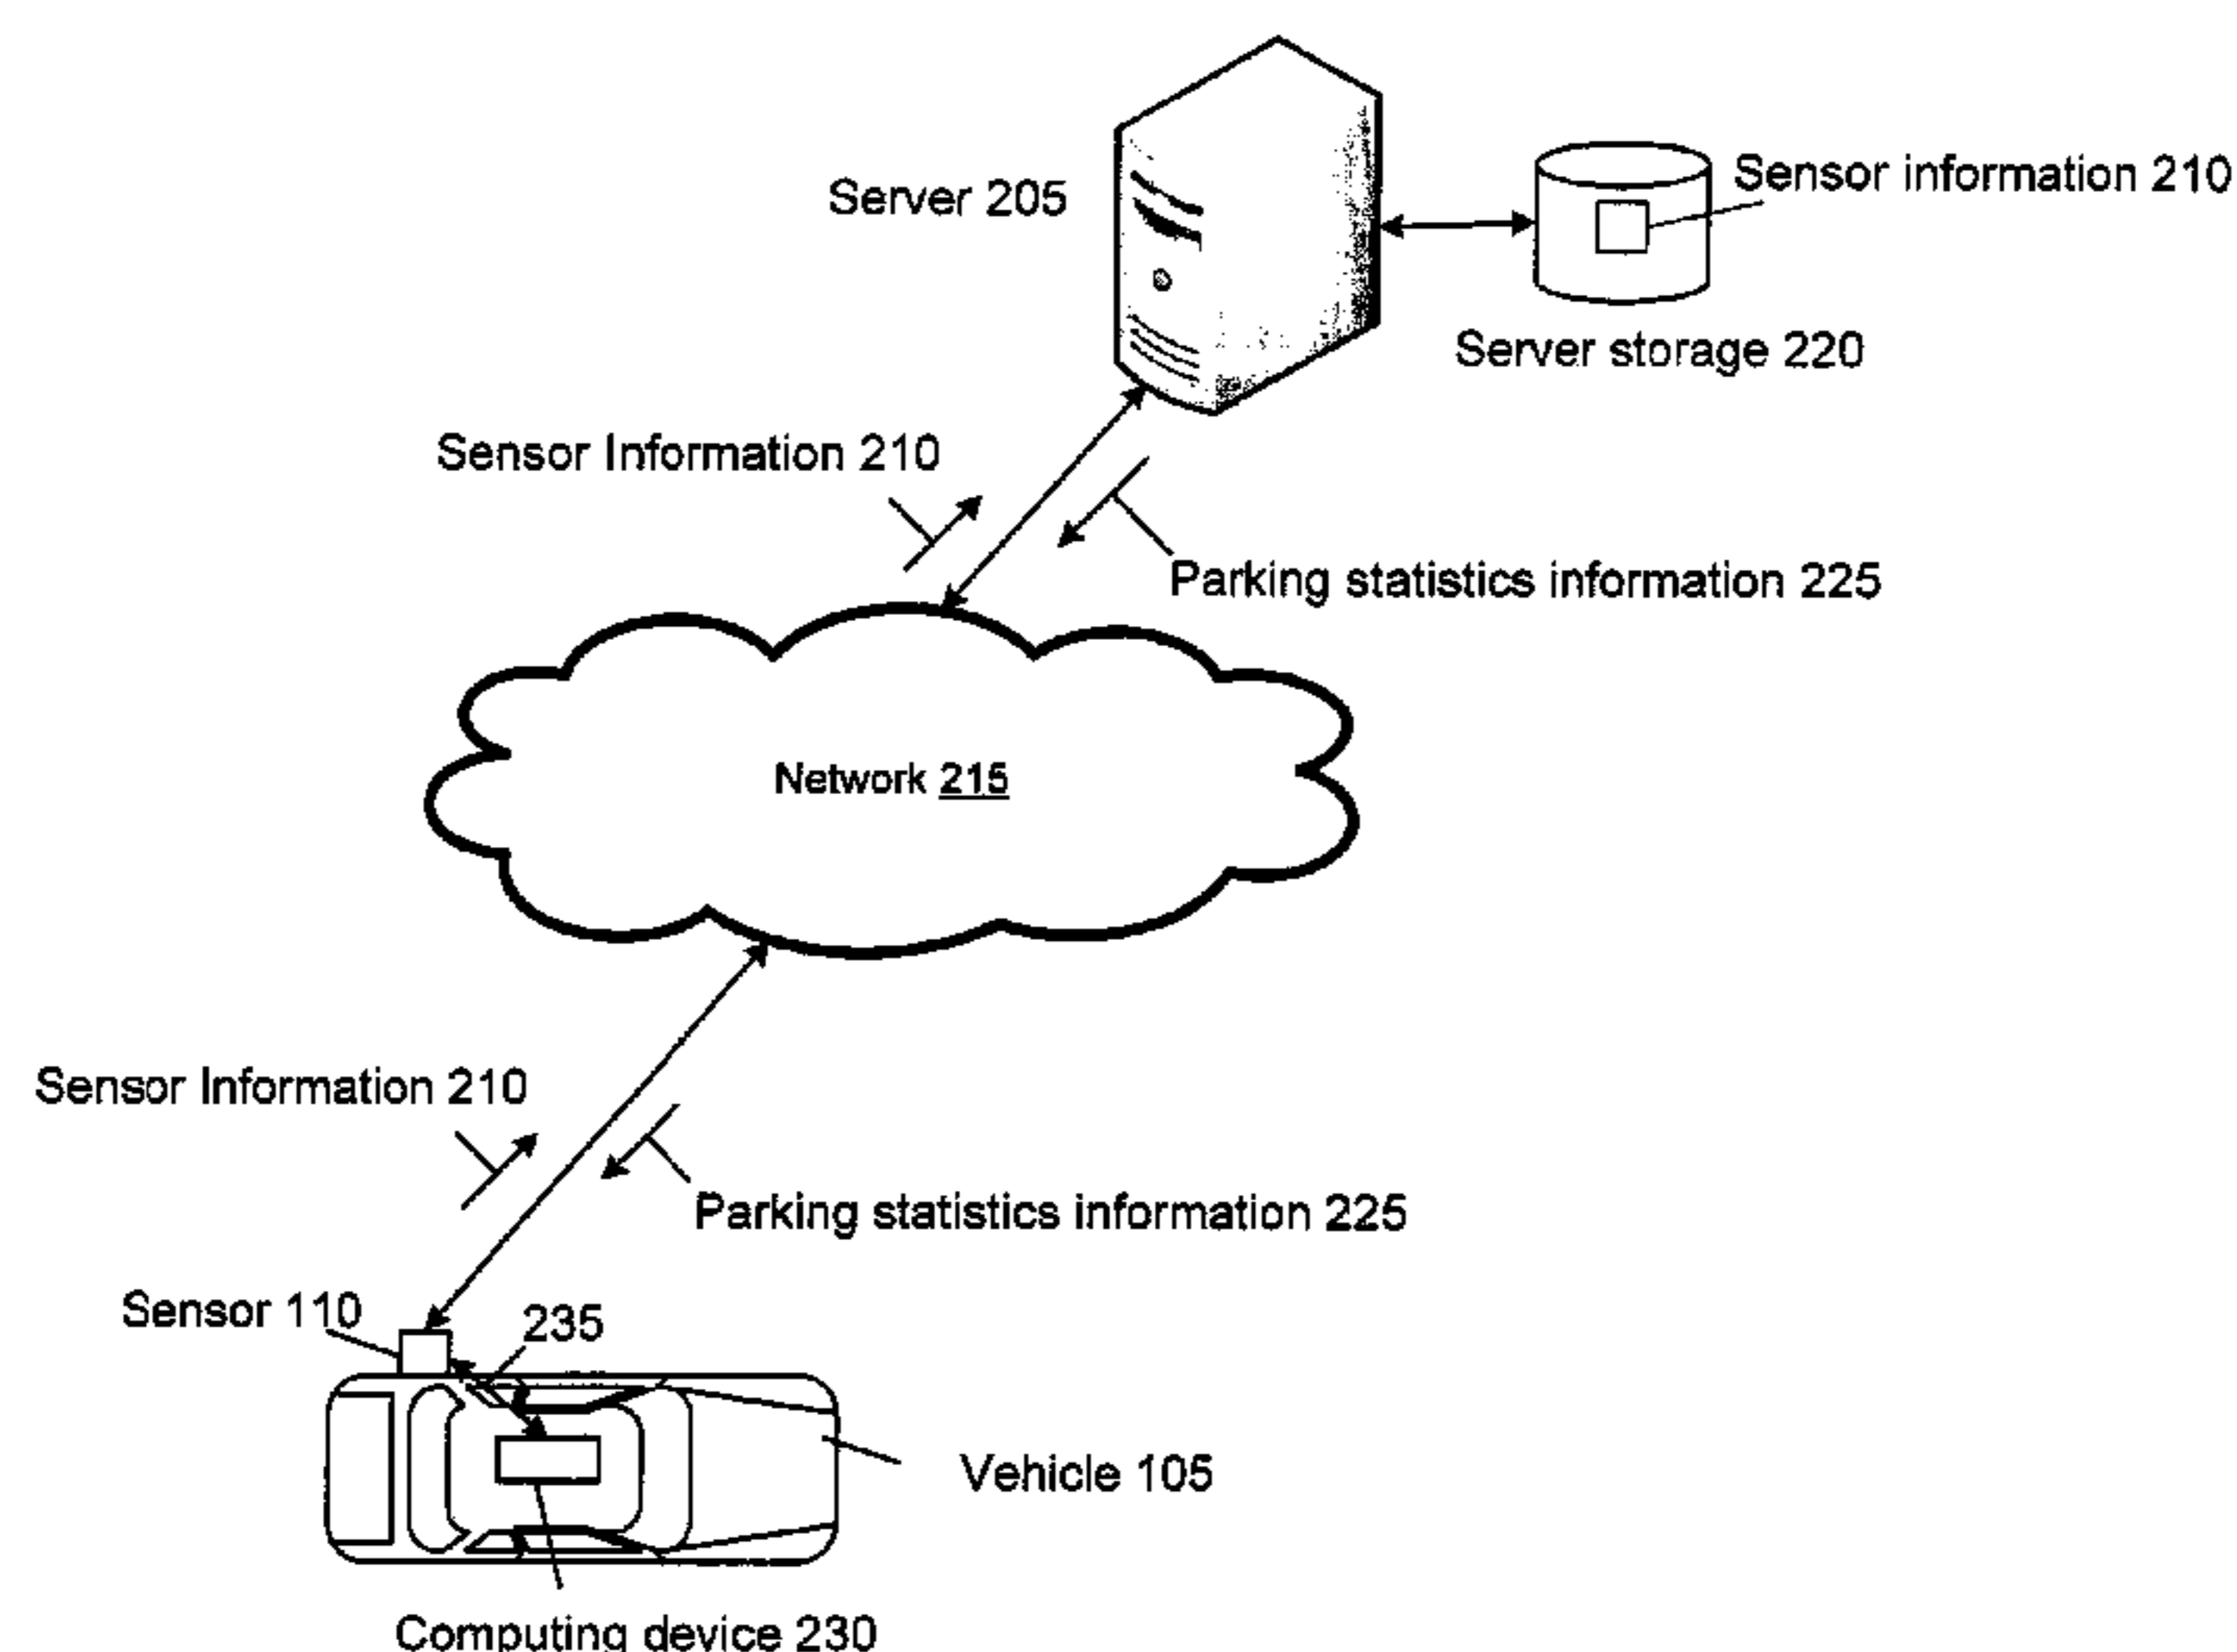 Server 205
Sensor information 210
Server storage 220
Sensor Information 210
Parking statistics information 225
Network 215
Sensor Information 210
Parking statistics information 225
Sensor 110
235
Vehicle 105
Computing device 230